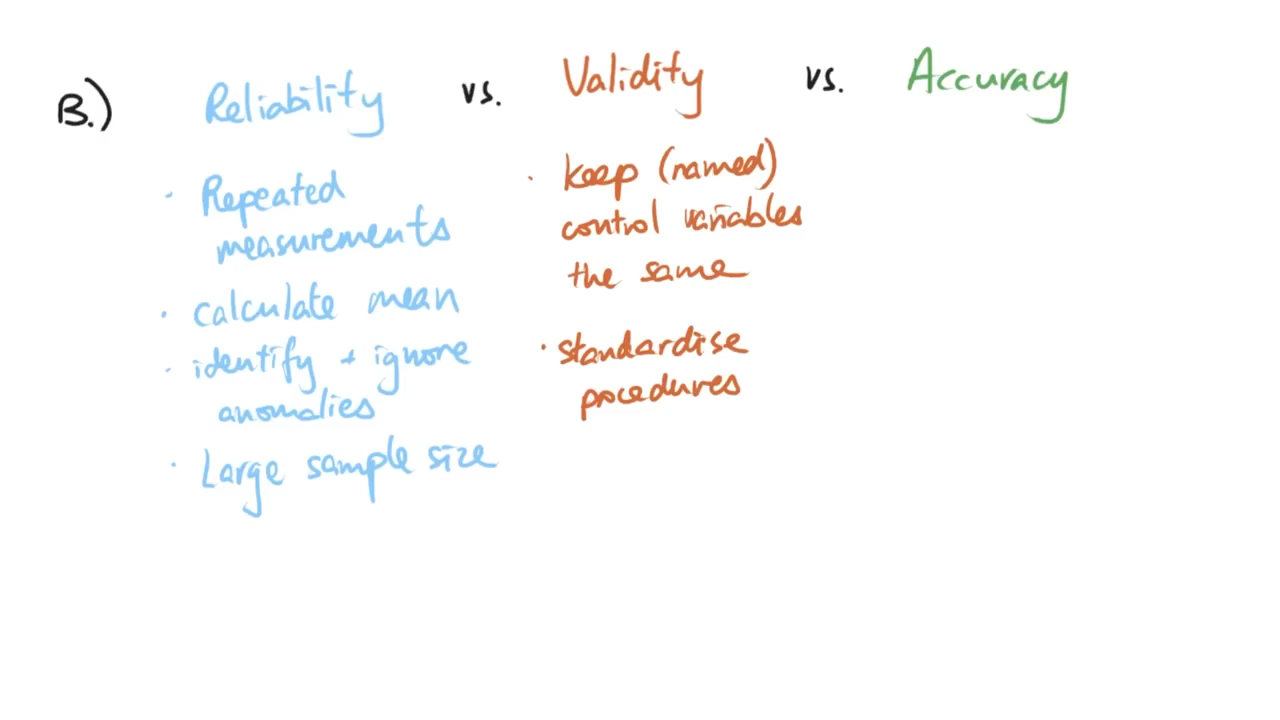 B.) Reliability vs. Validity vs. Accuracy
· Repeated
measurements
· calculate mean
· identify + ignore
anomalies
· Large sample size
· keep (named)
control variables
the same
· standardise
procedures